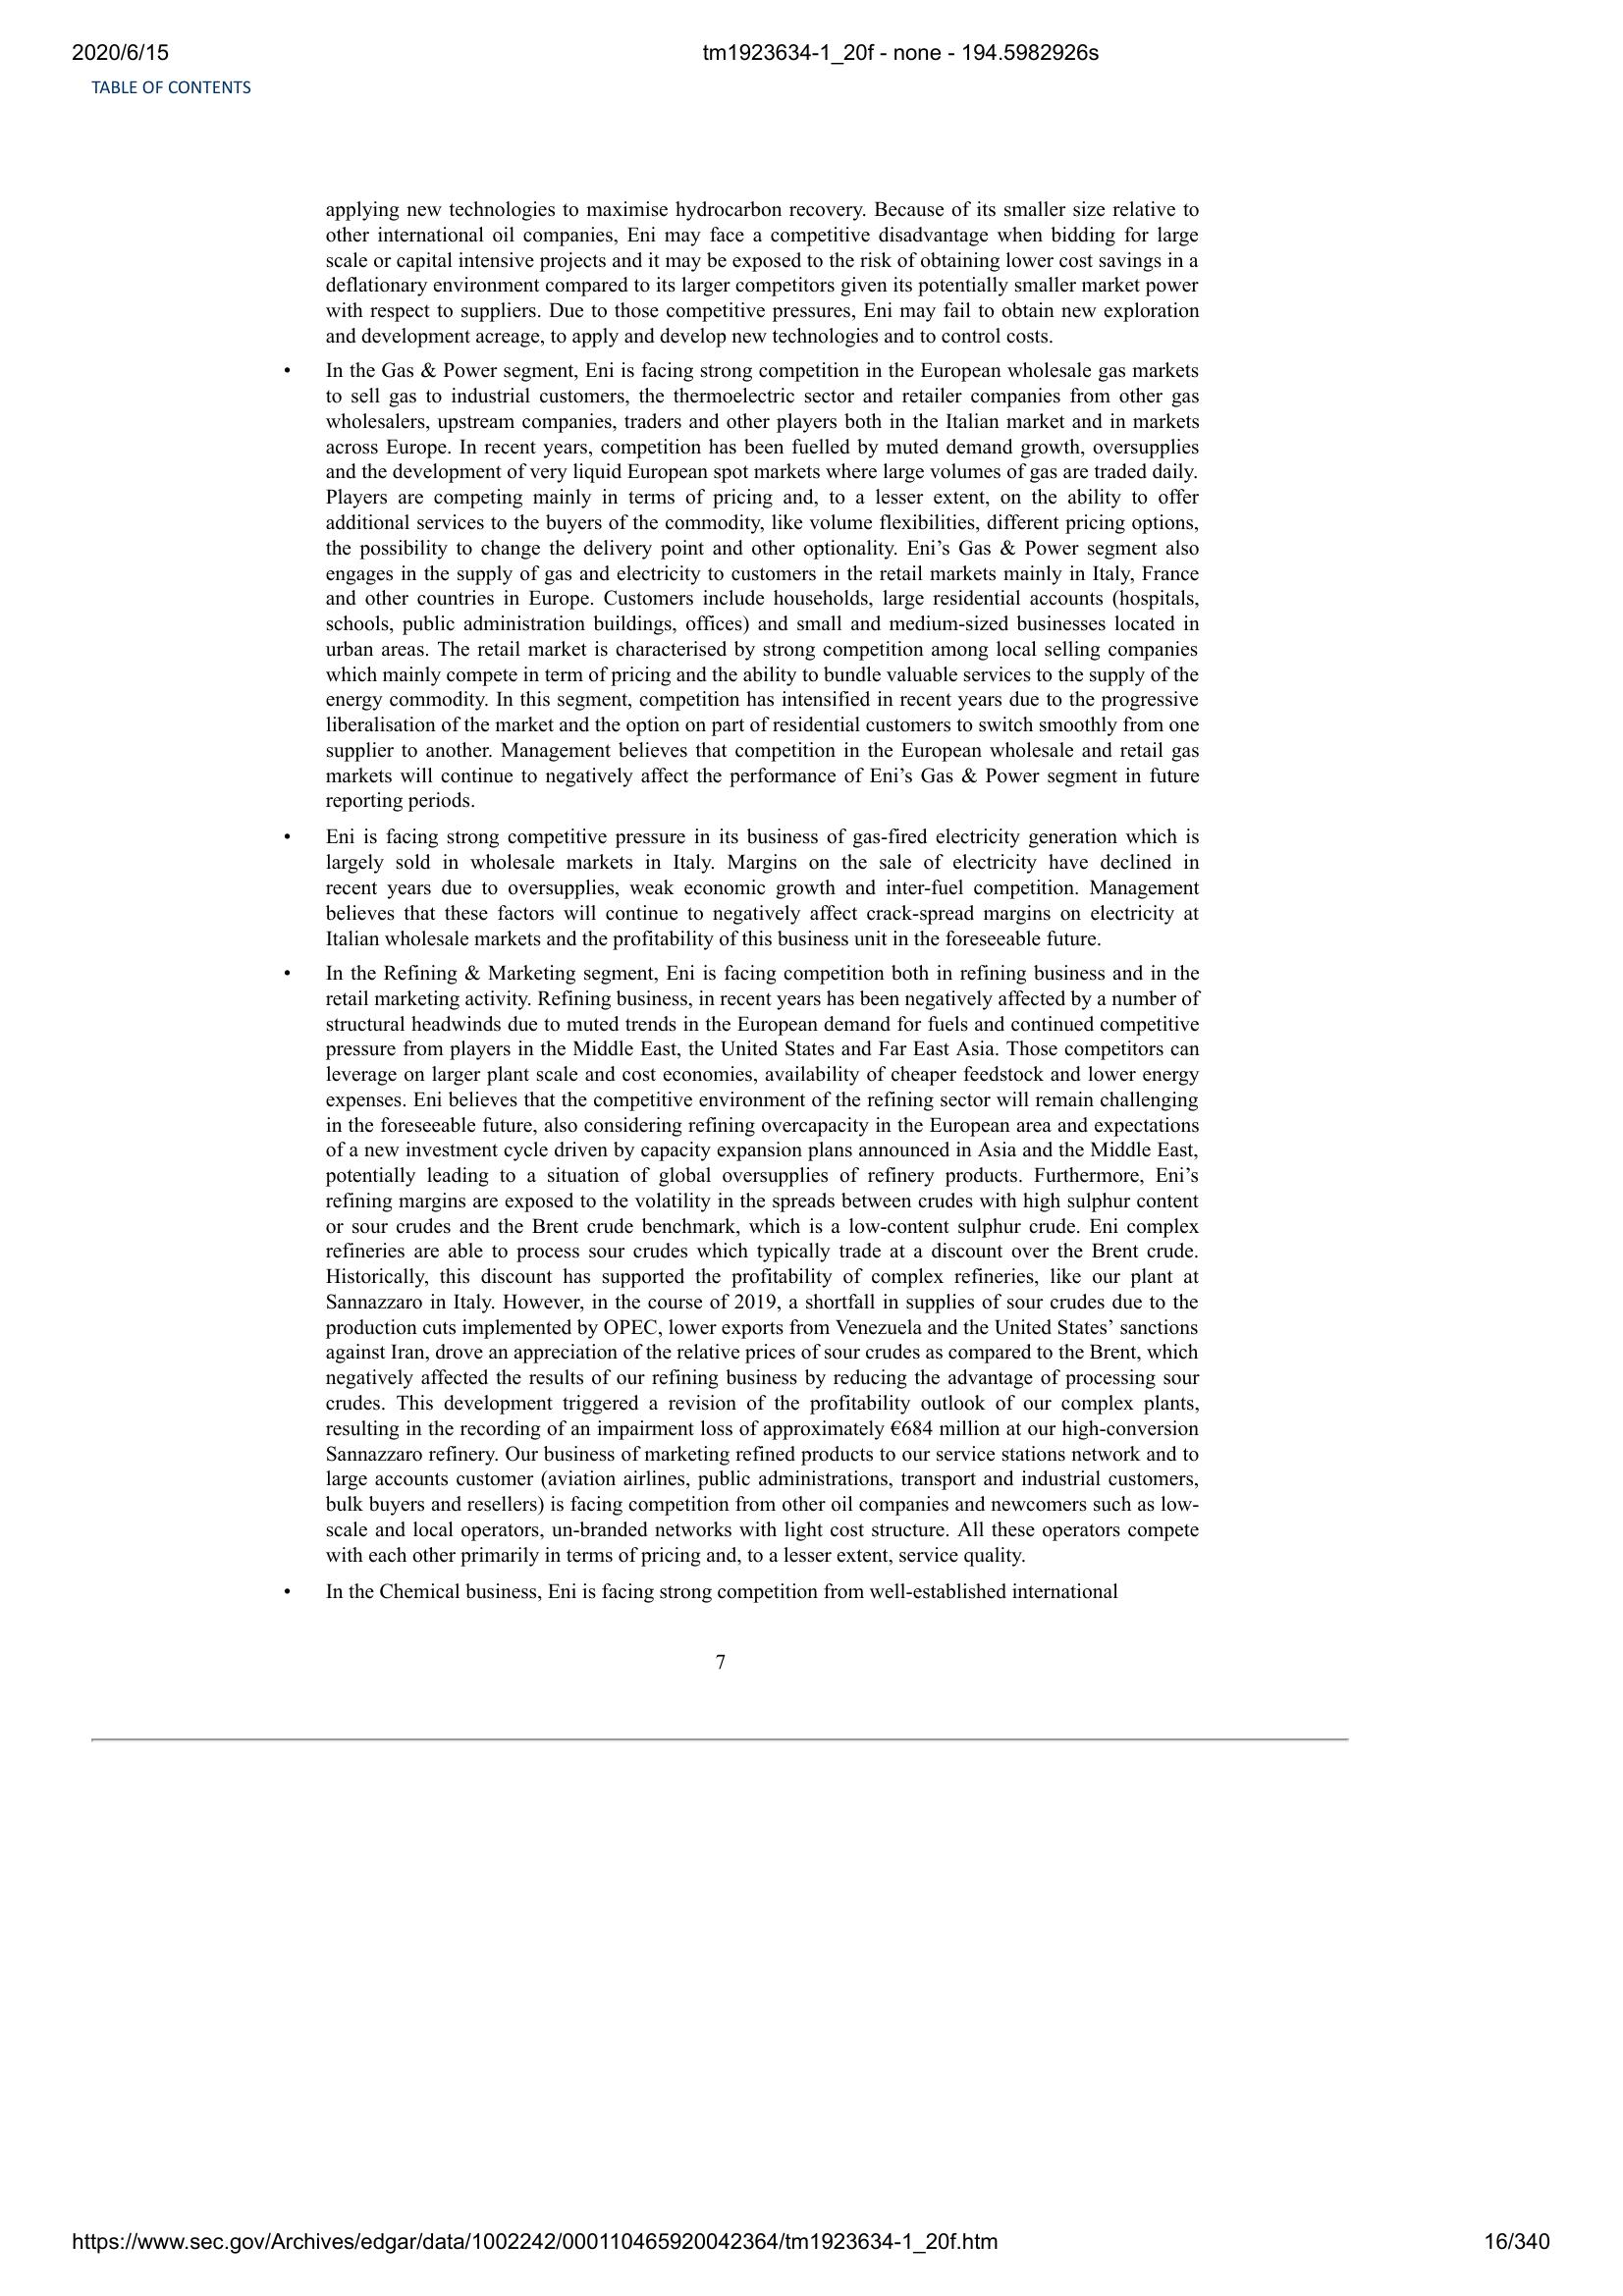 2020/6/15 tm1923634-1_20f - none - 194.5982926s
TABLE OF CONTENTS
applying new technologies to maximise hydrocarbon recovery. Because of its smaller size relative to
other international oil companies, Eni may face a competitive disadvantage when bidding for large
scale or capital intensive projects and it may be exposed to the risk of obtaining lower cost savings in a
deflationary environment compared to its larger competitors given its potentially smaller market power
with respect to suppliers. Due to those competitive pressures, Eni may fail to obtain new exploration
and development acreage, to apply and develop new technologies and to control costs.
• In the Gas & Power segment, Eni is facing strong competition in the European wholesale gas markets
to sell gas to industrial customers, the thermoelectric sector and retailer companies from other gas
wholesalers, upstream companies, traders and other players both in the Italian market and in markets
across Europe. In recent years, competition has been fuelled by muted demand growth, oversupplies
and the development of very liquid European spot markets where large volumes of gas are traded daily.
Players are competing mainly in terms of pricing and, to a lesser extent, on the ability to offer
additional services to the buyers of the commodity, like volume flexibilities, different pricing options,
the possibility to change the delivery point and other optionality. Eni’s Gas & Power segment also
engages in the supply of gas and electricity to customers in the retail markets mainly in Italy, France
and other countries in Europe. Customers include households, large residential accounts (hospitals,
schools, public administration buildings, offices) and small and medium-sized businesses located in
urban areas. The retail market is characterised by strong competition among local selling companies
which mainly compete in term of pricing and the ability to bundle valuable services to the supply of the
energy commodity. In this segment, competition has intensified in recent years due to the progressive
liberalisation of the market and the option on part of residential customers to switch smoothly from one
supplier to another. Management believes that competition in the European wholesale and retail gas
markets will continue to negatively affect the performance of Eni’s Gas & Power segment in future
reporting periods.
• Eni is facing strong competitive pressure in its business of gas-fired electricity generation which is
largely sold in wholesale markets in Italy. Margins on the sale of electricity have declined in
recent years due to oversupplies, weak economic growth and inter-fuel competition. Management
believes that these factors will continue to negatively affect crack-spread margins on electricity at
Italian wholesale markets and the profitability of this business unit in the foreseeable future.
• In the Refining & Marketing segment, Eni is facing competition both in refining business and in the
retail marketing activity. Refining business, in recent years has been negatively affected by a number of
structural headwinds due to muted trends in the European demand for fuels and continued competitive
pressure from players in the Middle East, the United States and Far East Asia. Those competitors can
leverage on larger plant scale and cost economies, availability of cheaper feedstock and lower energy
expenses. Eni believes that the competitive environment of the refining sector will remain challenging
in the foreseeable future, also considering refining overcapacity in the European area and expectations
of a new investment cycle driven by capacity expansion plans announced in Asia and the Middle East,
potentially leading to a situation of global oversupplies of refinery products. Furthermore, Eni’s
refining margins are exposed to the volatility in the spreads between crudes with high sulphur content
or sour crudes and the Brent crude benchmark, which is a low-content sulphur crude. Eni complex
refineries are able to process sour crudes which typically trade at a discount over the Brent crude.
Historically, this discount has supported the profitability of complex refineries, like our plant at
Sannazzaro in Italy. However, in the course of 2019, a shortfall in supplies of sour crudes due to the
production cuts implemented by OPEC, lower exports from Venezuela and the United States’ sanctions
against Iran, drove an appreciation of the relative prices of sour crudes as compared to the Brent, which
negatively affected the results of our refining business by reducing the advantage of processing sour
crudes. This development triggered a revision of the profitability outlook of our complex plants,
resulting in the recording of an impairment loss of approximately €684 million at our high-conversion
Sannazzaro refinery. Our business of marketing refined products to our service stations network and to
large accounts customer (aviation airlines, public administrations, transport and industrial customers,
bulk buyers and resellers) is facing competition from other oil companies and newcomers such as low-
scale and local operators, un-branded networks with light cost structure. All these operators compete
with each other primarily in terms of pricing and, to a lesser extent, service quality.
• In the Chemical business, Eni is facing strong competition from well-established international
7
https://www.sec.gov/Archives/edgar/data/1002242/000110465920042364/tm1923634-1_20f.htm 16/340